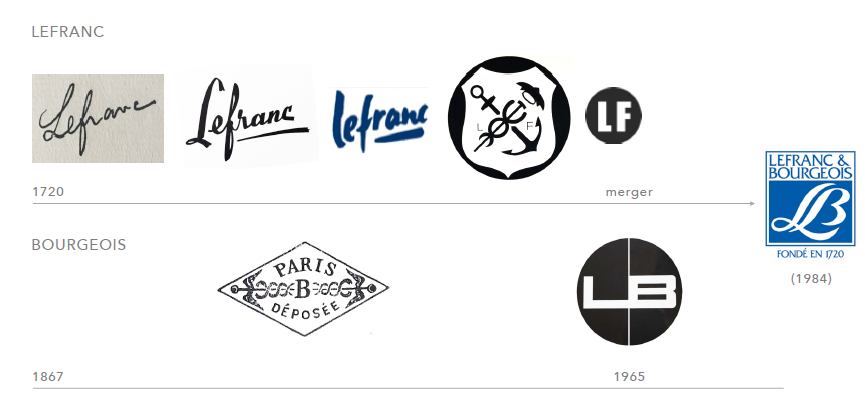 LEFRANC
Lefranc
Lefranc
lefranc
L F
LF
1720
merger
LEFRANC &
BOURGEOIS
LB
FONDÉ EN 1720
(1984)
BOURGEOIS
PARIS
B
DÉPOSÉE
LB
1867
1965